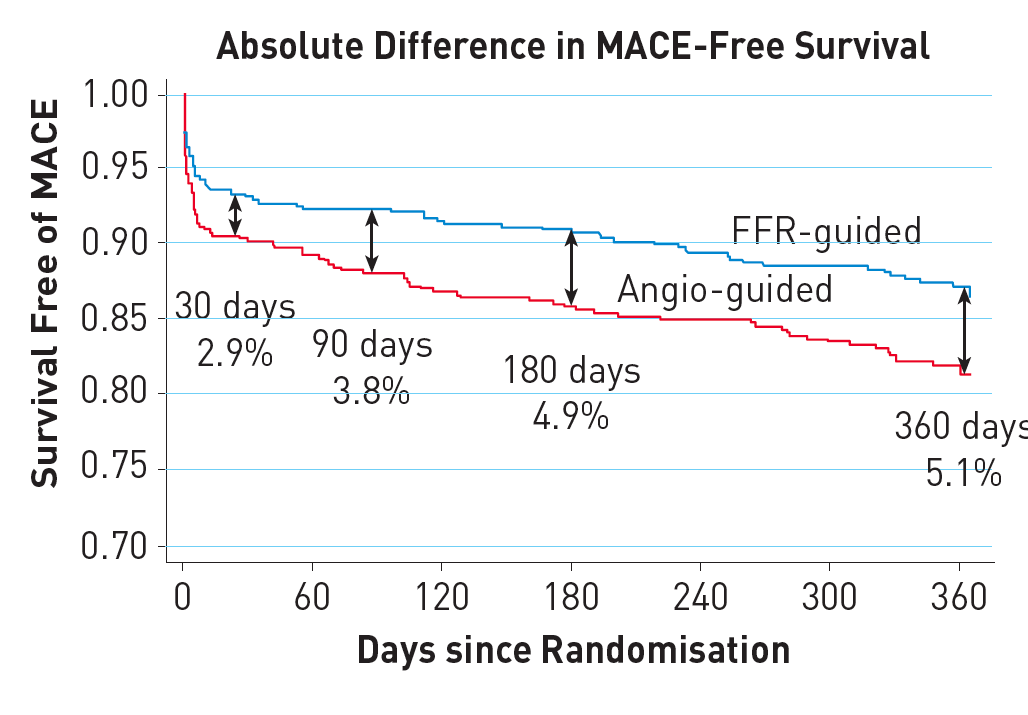 Absolute Difference in MACE-Free Survival
Survival Free of MACE
1.00
0.95
0.90
0.85
0.80
0.75
0.70
FFR-guided
Angio-guided
30 days
2.9%
90 days
3.8%
180 days
4.9%
360 days
5.1%
0 60 120 180 240 300 360
Days since Randomisation